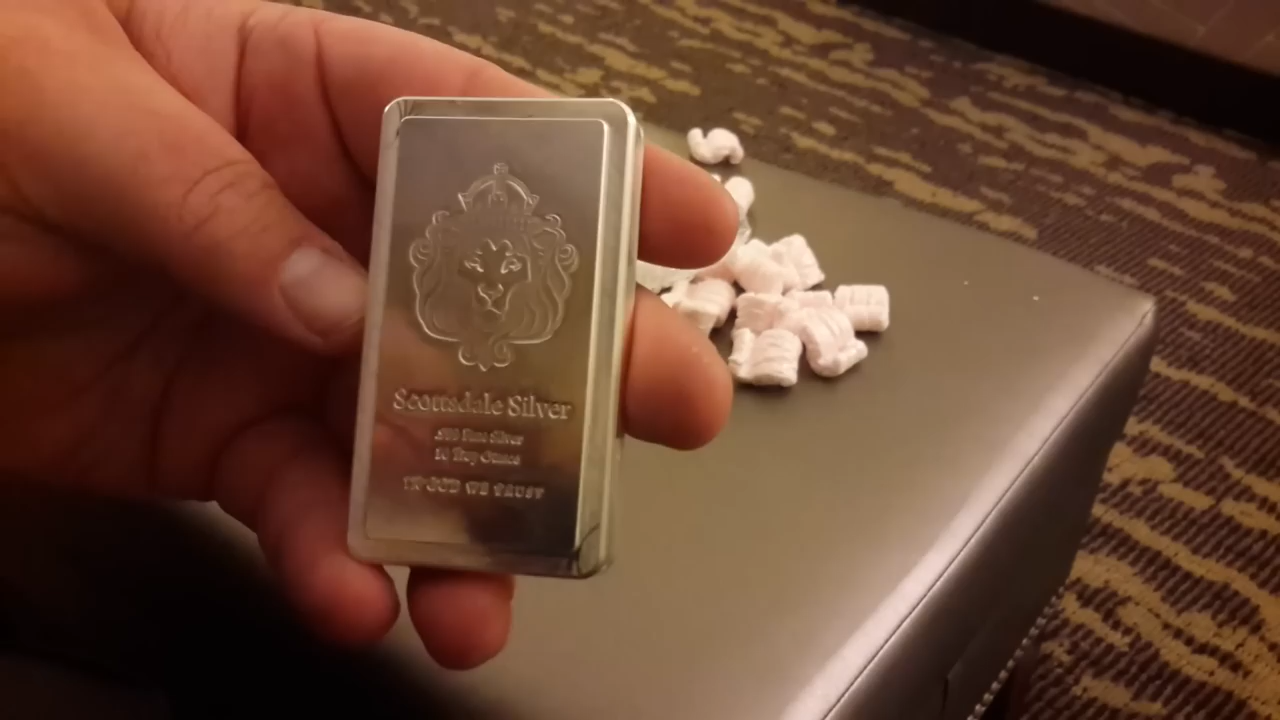 Scottsdale Silver
.999 Fine Silver
10 Troy Ounces
IN GOD WE TRUST